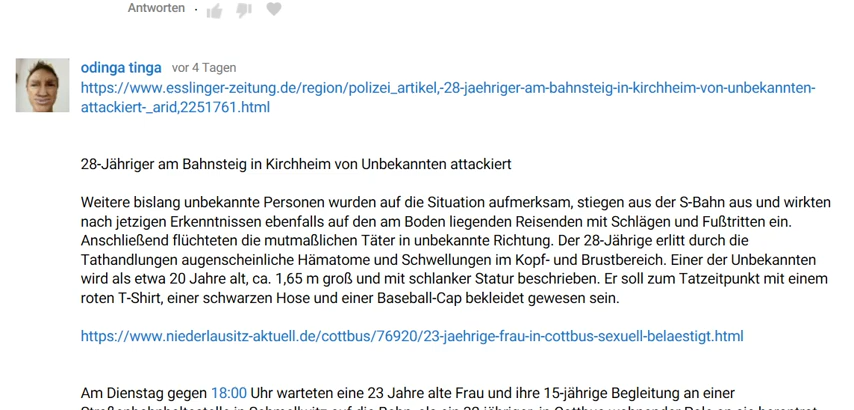 Antworten ·
odinga tinga vor 4 Tagen
https://www.esslinger-zeitung.de/region/polizei_artikel,-28-jaehriger-am-bahnsteig-in-kirchheim-von-unbekannten-
attackiert-_arid,2251761.html
28-Jähriger am Bahnsteig in Kirchheim von Unbekannten attackiert
Weitere bislang unbekannte Personen wurden auf die Situation aufmerksam, stiegen aus der S-Bahn aus und wirkten
nach jetzigen Erkenntnissen ebenfalls auf den am Boden liegenden Reisenden mit Schlägen und Fußtritten ein.
Anschließend flüchteten die mutmaßlichen Täter in unbekannte Richtung. Der 28-Jährige erlitt durch die
Tathandlungen augenscheinliche Hämatome und Schwellungen im Kopf- und Brustbereich. Einer der Unbekannten
wird als etwa 20 Jahre alt, ca. 1,65 m groß und mit schlanker Statur beschrieben. Er soll zum Tatzeitpunkt mit einem
roten T-Shirt, einer schwarzen Hose und einer Baseball-Cap bekleidet gewesen sein.
https://www.niederlausitz-aktuell.de/cottbus/76920/23-jaehrige-frau-in-cottbus-sexuell-belaestigt.html
Am Dienstag gegen 18:00 Uhr warteten eine 23 Jahre alte Frau und ihre 15-jährige Begleitung an einer